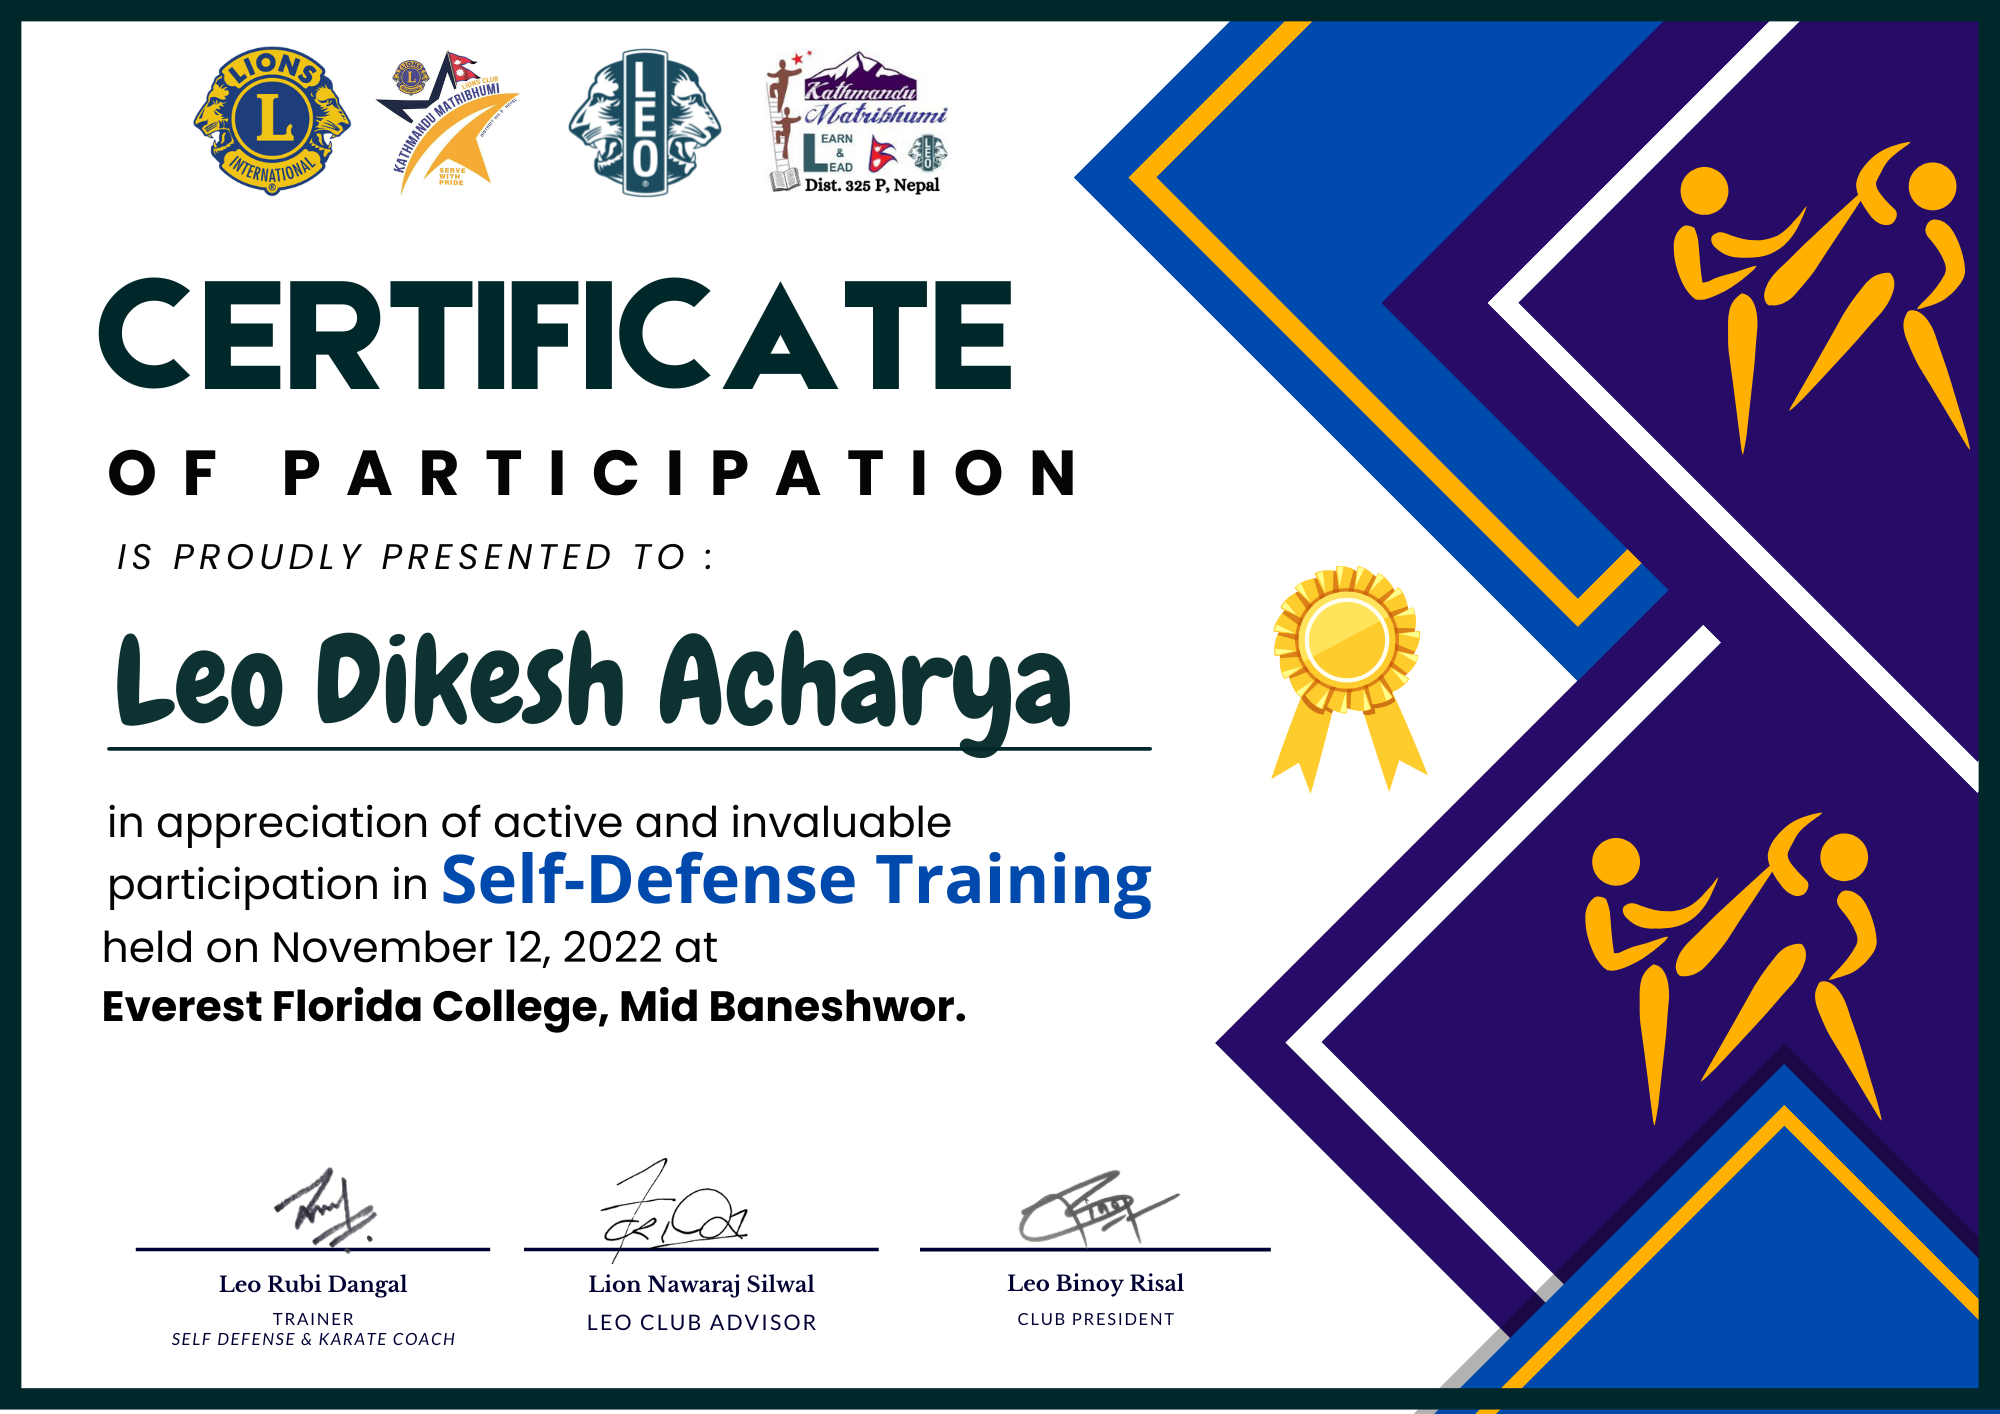 LIONS
L
INTERNATIONAL
®
LIONS CLUB
KATHMANDU MATRIBHUMI
SERVE
WITH
PRIDE
LEO
®
Kathmandu
Matribhumi
LEARN
&
LEAD
LEO
Dist. 325 P, Nepal
CERTIFICATE
OF PARTICIPATION
IS PROUDLY PRESENTED TO :
Leo Dikesh Acharya
in appreciation of active and invaluable
participation in Self-Defense Training
held on November 12, 2022 at
Everest Florida College, Mid Baneshwor.
Leo Rubi Dangal
TRAINER
SELF DEFENSE & KARATE COACH
Lion Nawaraj Silwal
LEO CLUB ADVISOR
Leo Binoy Risal
CLUB PRESIDENT